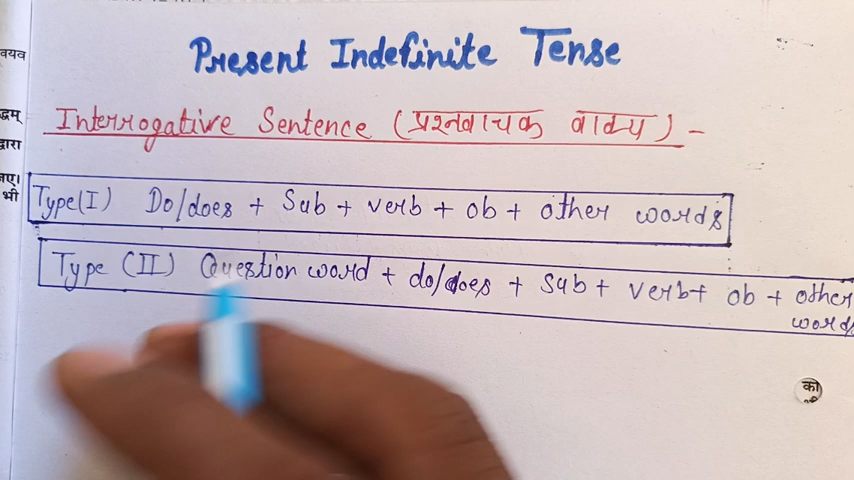 Present Indefinite Tense
Interrogative Sentence (प्रश्नवाचक वाक्य) -
Type(I) Do/does + Sub + verb + ob + other words
Type (II) Question word + do/does + Sub + verb + ob + other
words
वयव
द्वारा
भी
को